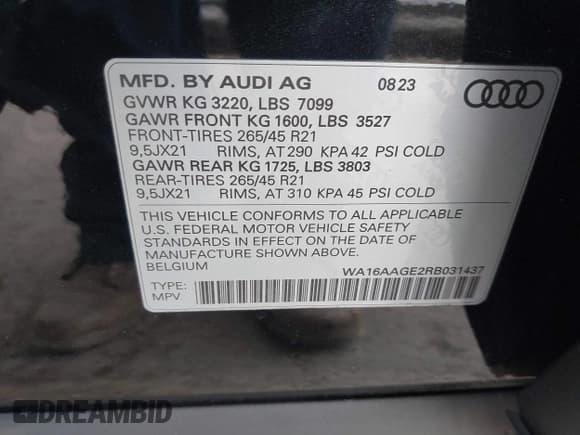 MFD. BY AUDI AG 0823
GVWR KG 3220, LBS 7099
GAWR FRONT KG 1600, LBS 3527
FRONT-TIRES 265/45 R21
9,5JX21 RIMS, AT 290 KPA 42 PSI COLD
GAWR REAR KG 1725, LBS 3803
REAR-TIRES 265/45 R21
9,5JX21 RIMS, AT 310 KPA 45 PSI COLD
THIS VEHICLE CONFORMS TO ALL APPLICABLE
U.S. FEDERAL MOTOR VEHICLE SAFETY
STANDARDS IN EFFECT ON THE DATE OF
MANUFACTURE SHOWN ABOVE.
BELGIUM WA16AAGE2RB031437
TYPE:
MPV
DREAMBID